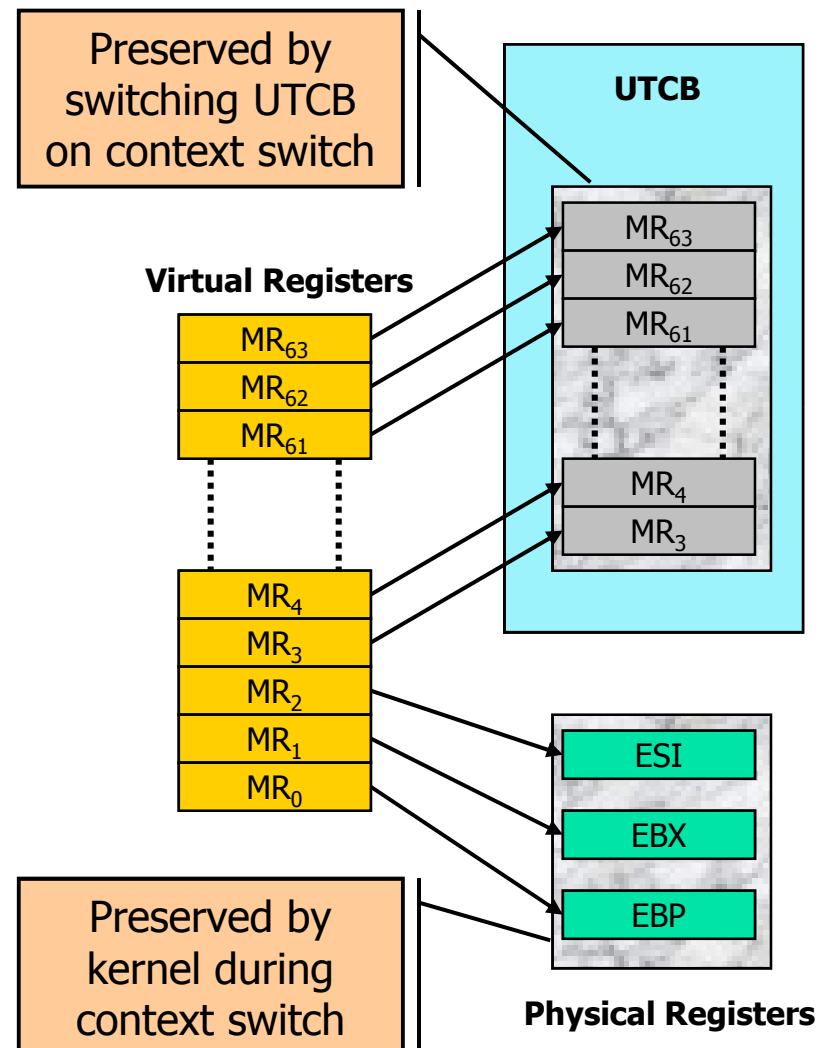 Preserved by
switching UTCB
on context switch
UTCB
MR₆₃
MR₆₂
MR₆₁
MR₄
MR₃
Virtual Registers
MR₆₃
MR₆₂
MR₆₁
MR₄
MR₃
MR₂
MR₁
MR₀
ESI
EBX
EBP
Physical Registers
Preserved by
kernel during
context switch